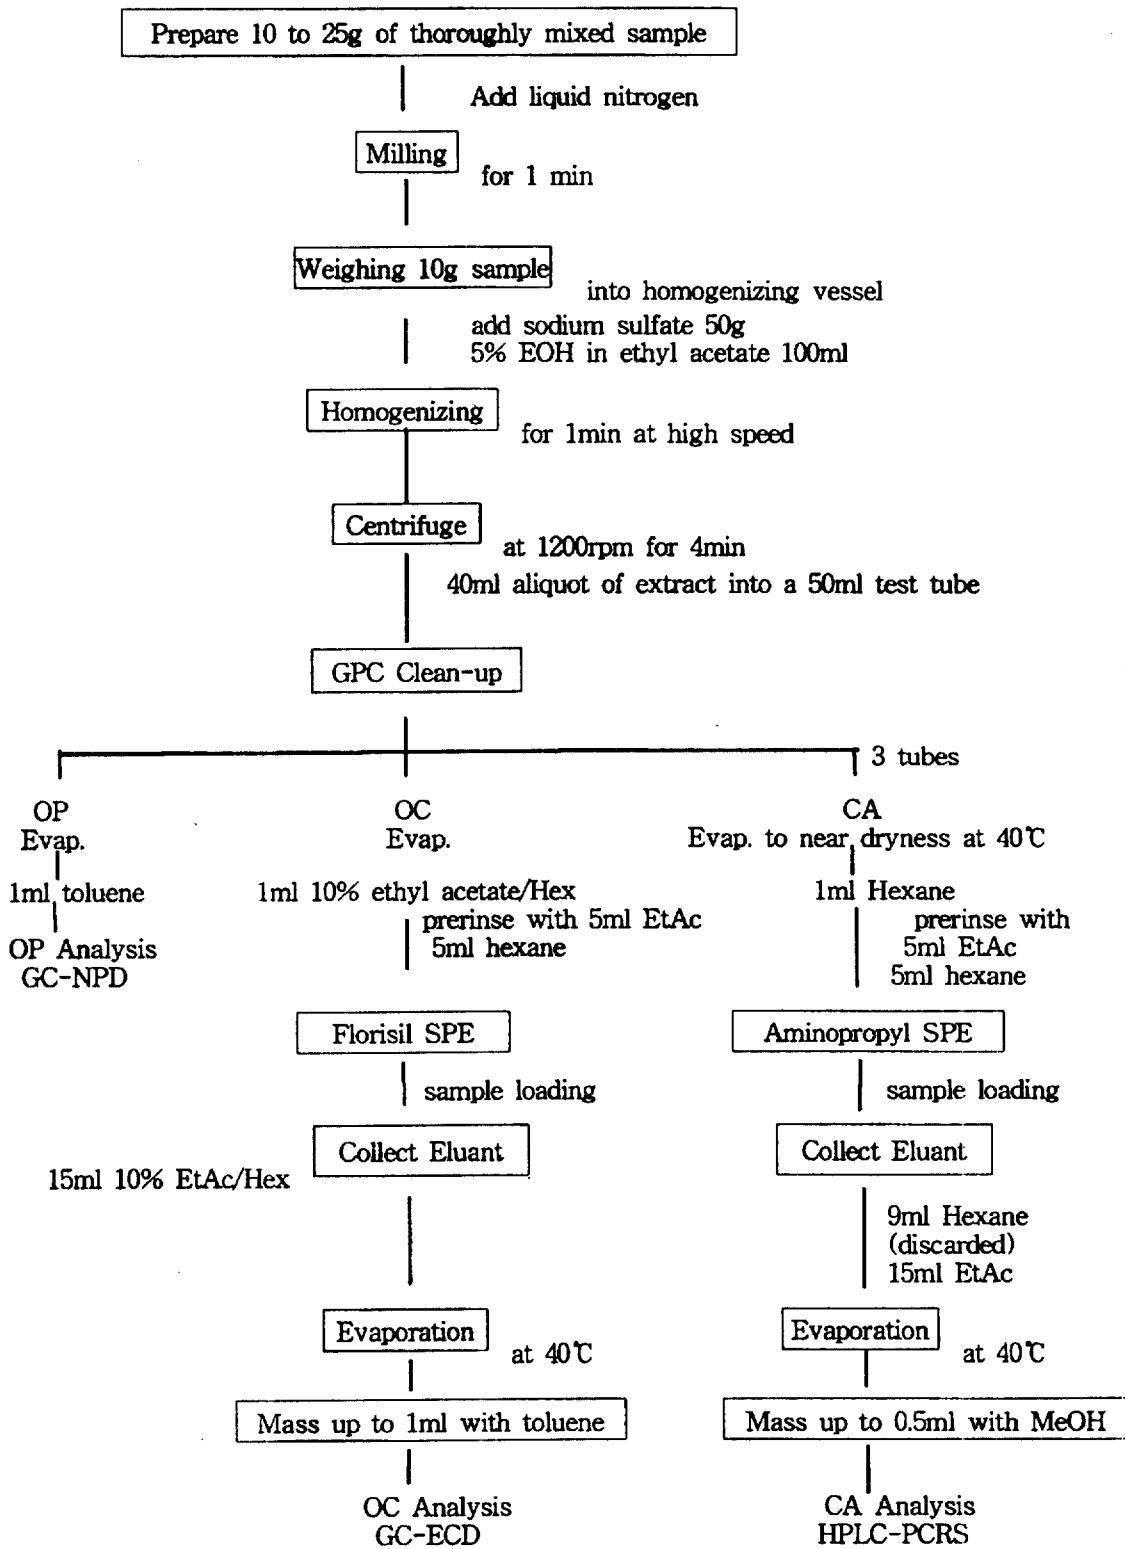 Prepare 10 to 25g of thoroughly mixed sample
Add liquid nitrogen
Milling
for 1 min
Weighing 10g sample
into homogenizing vessel
add sodium sulfate 50g
5% EOH in ethyl acetate 100ml
Homogenizing
for 1min at high speed
Centrifuge
at 1200rpm for 4min
40ml aliquot of extract into a 50ml test tube
GPC Clean-up
3 tubes
OP
Evap.
1ml toluene
OP Analysis
GC-NPD
OC
Evap.
1ml 10% ethyl acetate/Hex
prerinse with 5ml EtAc
5ml hexane
Florisil SPE
sample loading
Collect Eluant
15ml 10% EtAc/Hex
Evaporation
at 40℃
Mass up to 1ml with toluene
OC Analysis
GC-ECD
CA
Evap. to near dryness at 40℃
1ml Hexane
prerinse with
5ml EtAc
5ml hexane
Aminopropyl SPE
sample loading
Collect Eluant
9ml Hexane
(discarded)
15ml EtAc
Evaporation
at 40℃
Mass up to 0.5ml with MeOH
CA Analysis
HPLC-PCRS